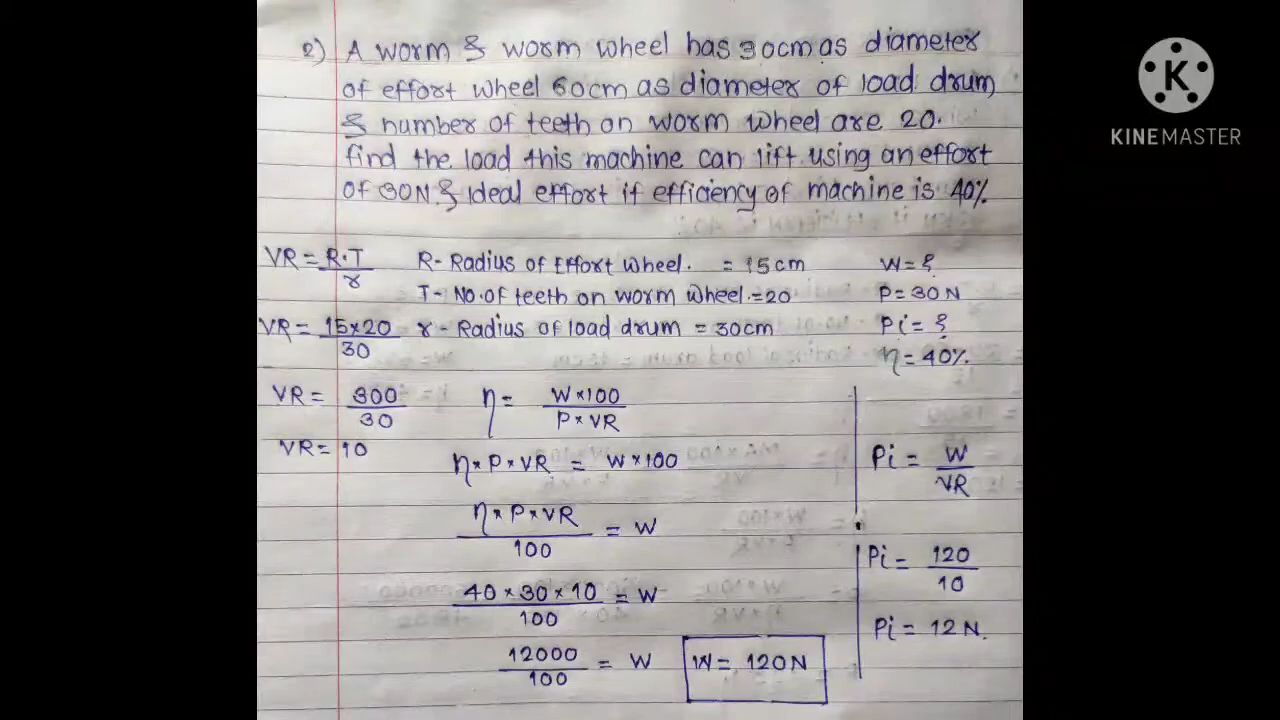 2) A worm & worm wheel has 30cm as diameter
of effort wheel 60cm as diameter of load drum
& number of teeth on worm wheel are 20.
find the load this machine can lift using an effort
of 30N & Ideal effort if efficiency of machine is 40%.
VR = R.T / r R- Radius of Effort wheel. = 15cm W = ?
T- No. of teeth on worm wheel = 20 P = 30N
VR = 15×20 / 30 r- Radius of load drum = 30cm Pi = ?
η = 40%.
VR = 300 / 30 η = W×100 / P×VR
VR = 10 η×P×VR = W×100 Pi = W / VR
η×P×VR / 100 = W
Pi = 120 / 10
40×30×10 / 100 = W
Pi = 12 N.
12000 / 100 = W W = 120N
K
KINEMASTER